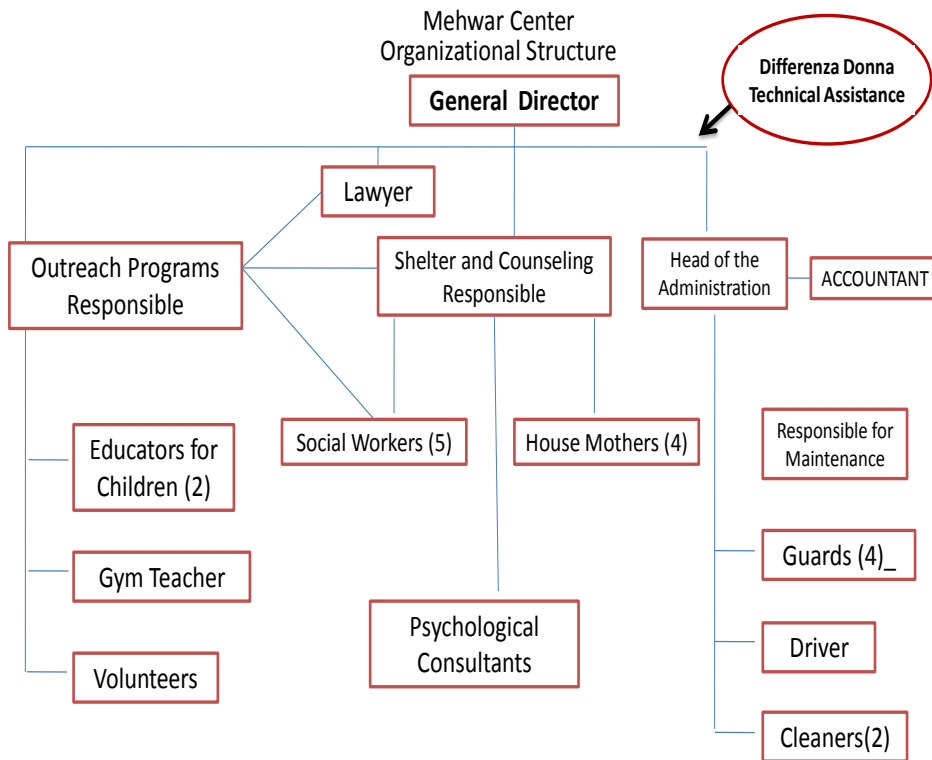 Mehwar Center
Organizational Structure
General Director
Differenza Donna
Technical Assistance
Lawyer
Outreach Programs
Responsible
Shelter and Counseling
Responsible
Head of the
Administration
ACCOUNTANT
Social Workers (5)
House Mothers (4)
Educators for
Children (2)
Responsible for
Maintenance
Gym Teacher
Guards (4)_
Psychological
Consultants
Driver
Volunteers
Cleaners(2)